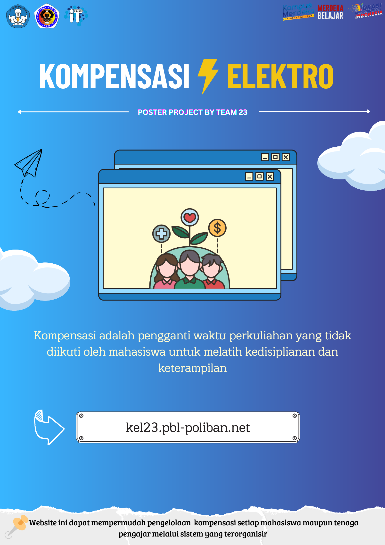 MERDEKA
BELAJAR
KOMPENSASI ELEKTRO
POSTER PROJECT BY TEAM 23
Kompensasi adalah pengganti waktu perkuliahan yang tidak
diikuti oleh mahasiswa untuk melatih kedisiplianan dan
keterampilan
kel23.pbl-poliban.net
Website ini dapat mempermudah pengelolaan kompensasi setiap mahasiswa maupun tenaga
pengajar melalui sistem yang terorganisir